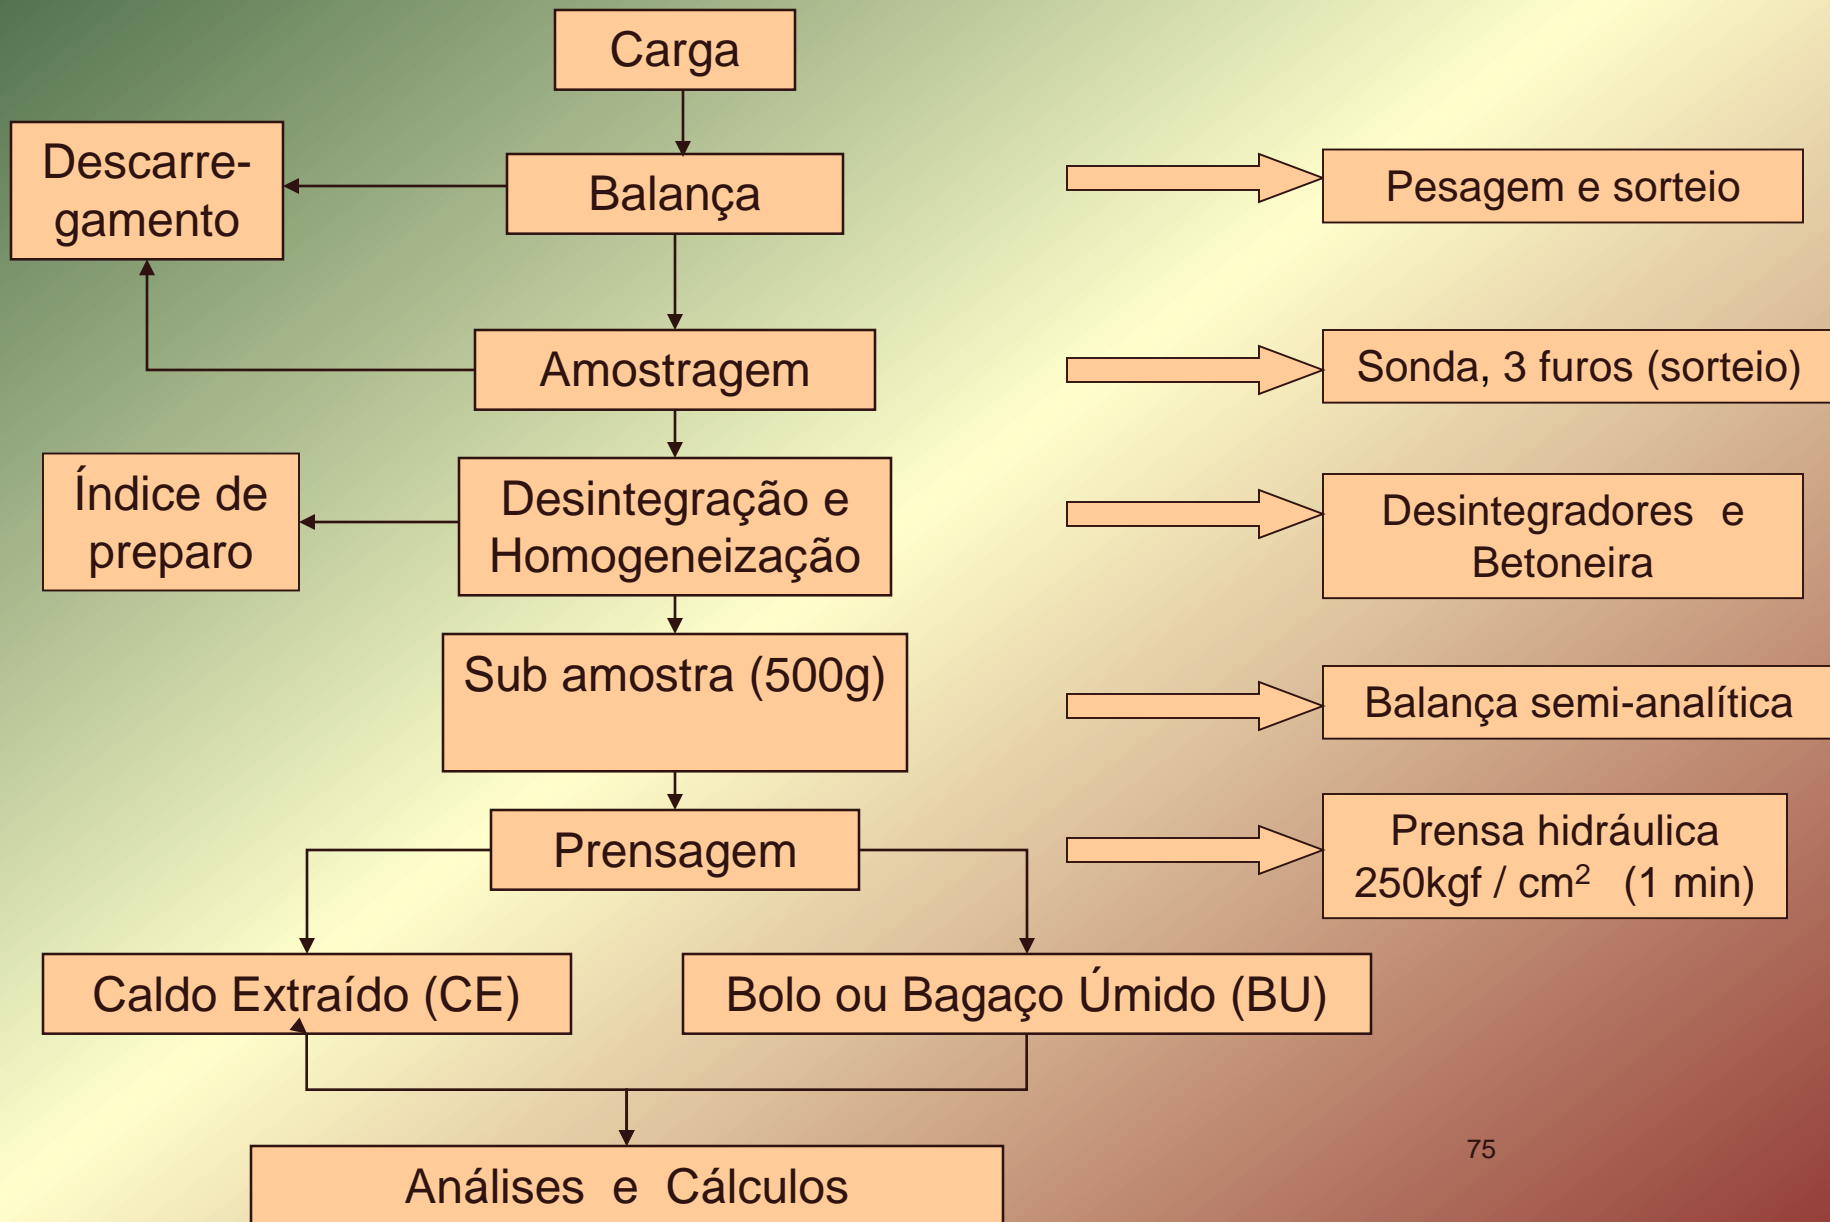 Carga
Descarre-
gamento
Balança
Pesagem e sorteio
Amostragem
Sonda, 3 furos (sorteio)
Índice de
preparo
Desintegração e
Homogeneização
Desintegradores e
Betoneira
Sub amostra (500g)
Balança semi-analítica
Prensagem
Prensa hidráulica
250kgf / cm² (1 min)
Caldo Extraído (CE)
Bolo ou Bagaço Úmido (BU)
75
Análises e Cálculos